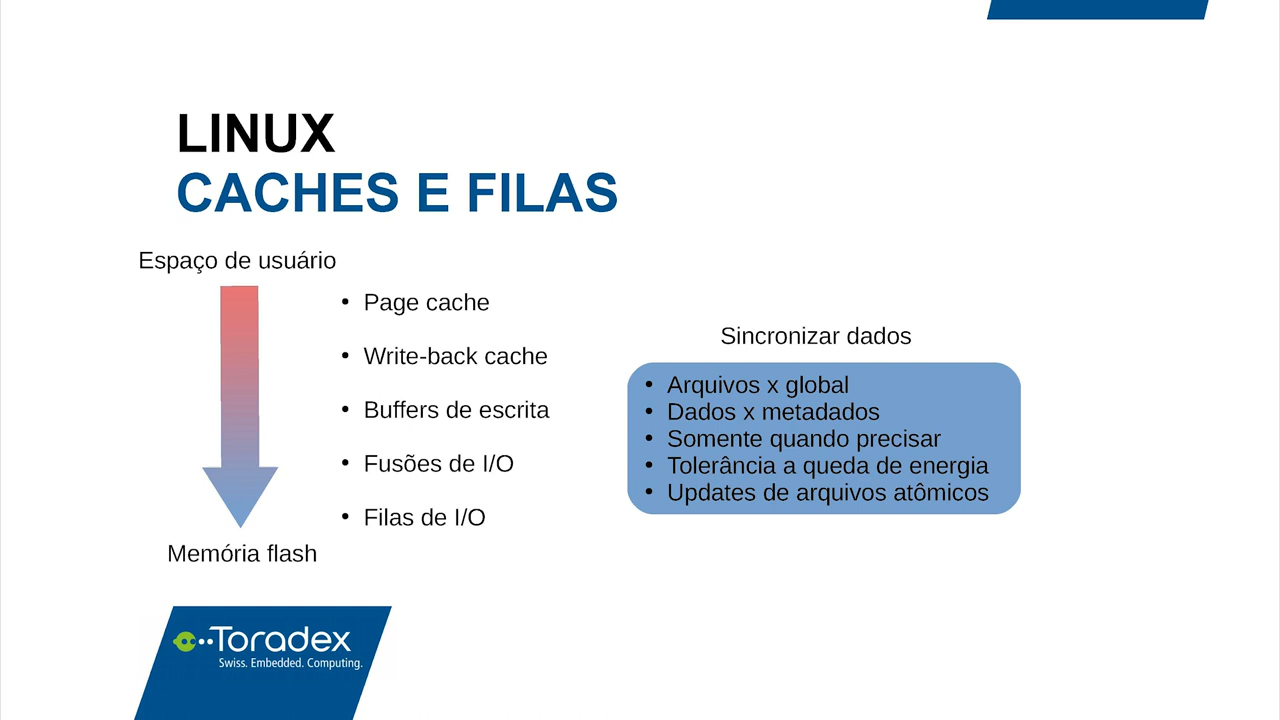 LINUX
CACHES E FILAS
Espaço de usuário
• Page cache
• Write-back cache
• Buffers de escrita
• Fusões de I/O
• Filas de I/O
Memória flash
Sincronizar dados
• Arquivos x global
• Dados x metadados
• Somente quando precisar
• Tolerância a queda de energia
• Updates de arquivos atômicos
Toradex
Swiss. Embedded. Computing.